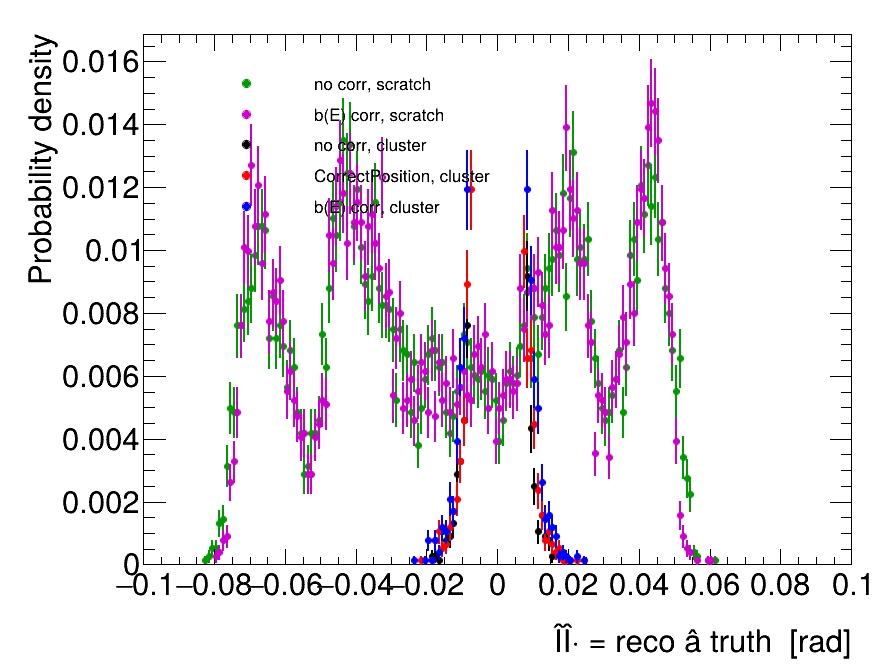 Probability density
0.016
0.014
0.012
0.01
0.008
0.006
0.004
0.002
0
no corr, scratch
b(E) corr, scratch
no corr, cluster
CorrectPosition, cluster
b(E) corr, cluster
−0.1 −0.08 −0.06 −0.04 −0.02 0 0.02 0.04 0.06 0.08 0.1
ÎÎ· = reco â truth [rad]